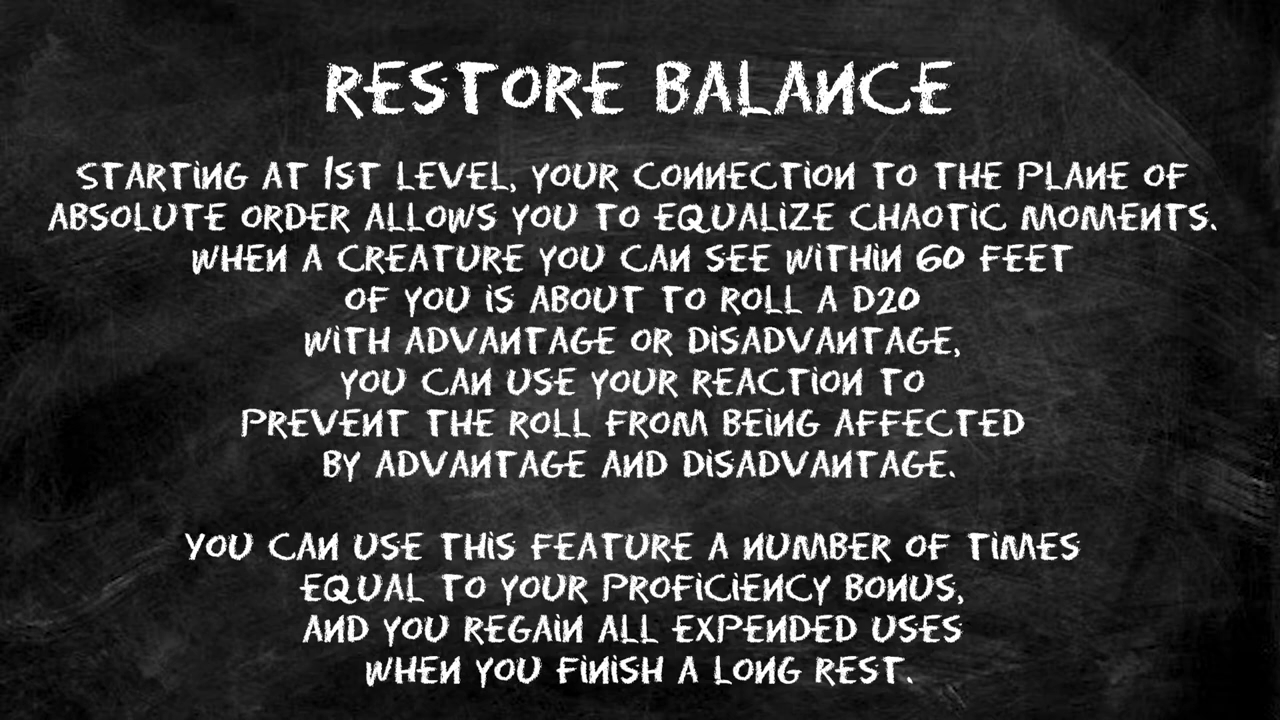 RESTORE BALANCE
STARTING AT 1ST LEVEL, YOUR CONNECTION TO THE PLANE OF
ABSOLUTE ORDER ALLOWS YOU TO EQUALIZE CHAOTIC MOMENTS.
WHEN A CREATURE YOU CAN SEE WITHIN 60 FEET
OF YOU IS ABOUT TO ROLL A D20
WITH ADVANTAGE OR DISADVANTAGE,
YOU CAN USE YOUR REACTION TO
PREVENT THE ROLL FROM BEING AFFECTED
BY ADVANTAGE AND DISADVANTAGE.
YOU CAN USE THIS FEATURE A NUMBER OF TIMES
EQUAL TO YOUR PROFICIENCY BONUS,
AND YOU REGAIN ALL EXPENDED USES
WHEN YOU FINISH A LONG REST.